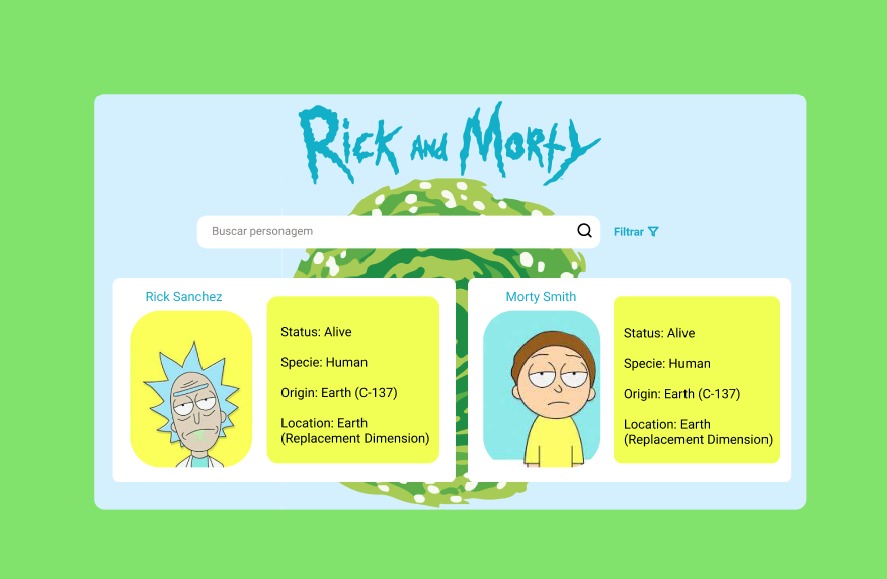 Rick and Morty
Buscar personagem
Filtrar
Rick Sanchez
Status: Alive
Specie: Human
Origin: Earth (C-137)
Location: Earth
(Replacement Dimension)
Morty Smith
Status: Alive
Specie: Human
Origin: Earth (C-137)
Location: Earth
(Replacement Dimension)